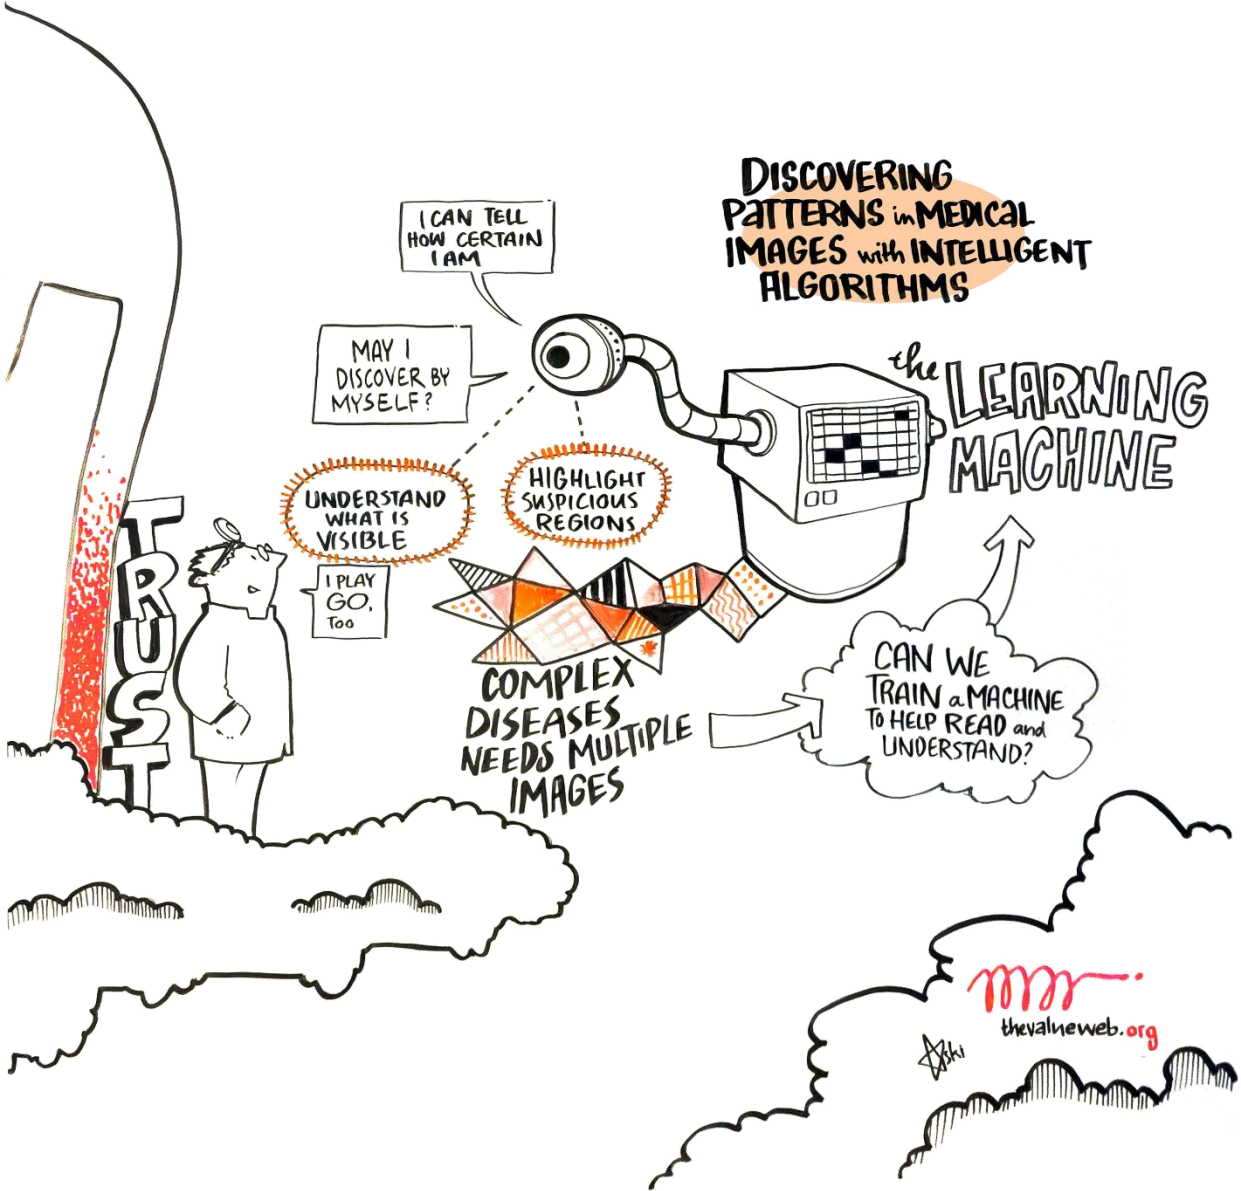 DISCOVERING
PATTERNS in MEDICAL
IMAGES with INTELLIGENT
ALGORITHMS
I CAN TELL
HOW CERTAIN
I AM
MAY I
DISCOVER BY
MYSELF?
the LEARNING
MACHINE
UNDERSTAND
WHAT IS
VISIBLE
HIGHLIGHT
SUSPICIOUS
REGIONS
TRUST
I PLAY
GO,
TOO
COMPLEX
DISEASES
NEEDS MULTIPLE
IMAGES
CAN WE
TRAIN a MACHINE
TO HELP READ and
UNDERSTAND?
thevalueweb.org
Aski